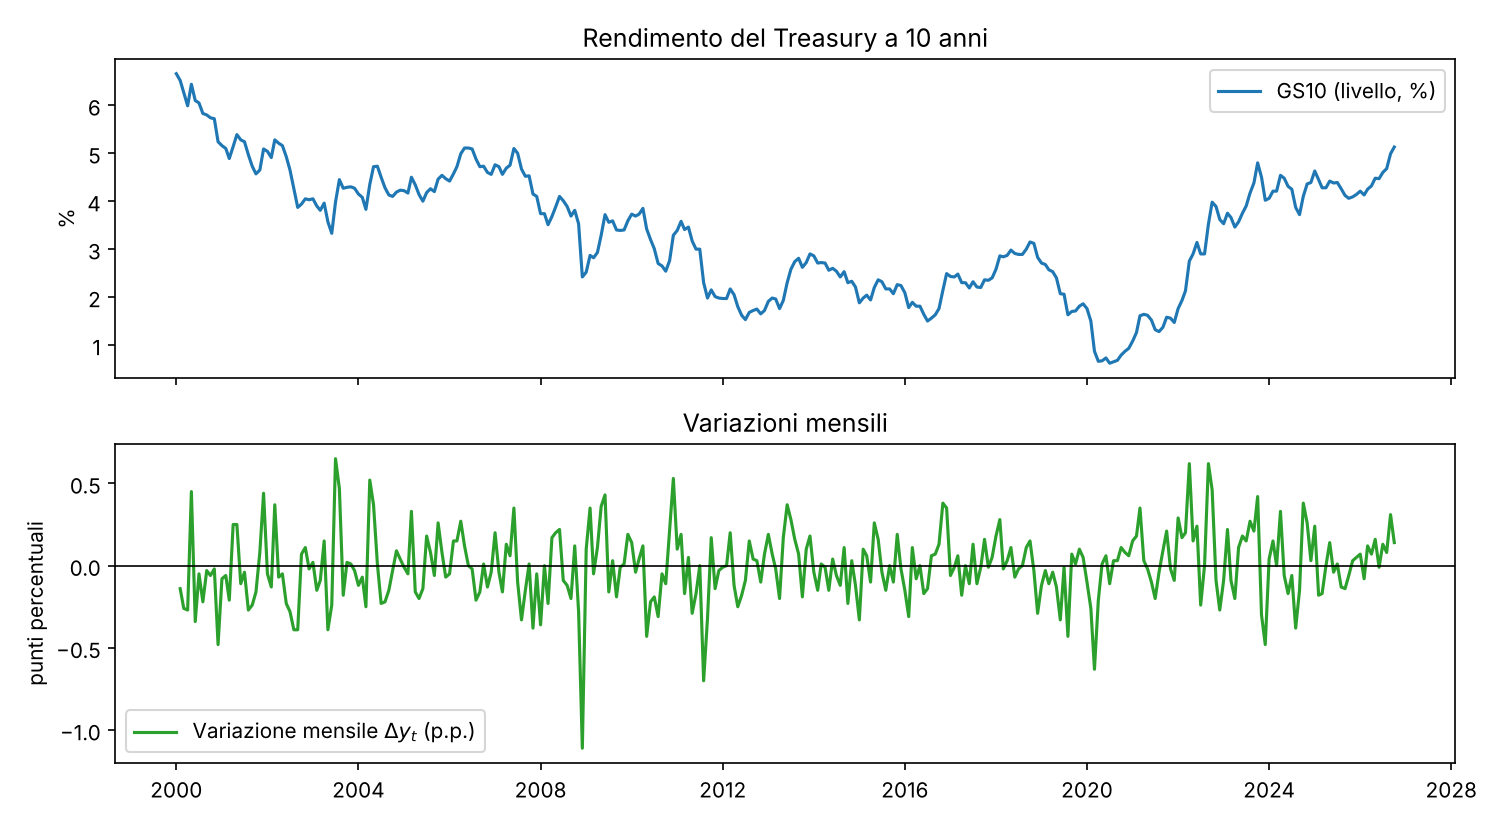 Rendimento del Treasury a 10 anni
GS10 (livello, %)
%
6
5
4
3
2
1
Variazioni mensili
punti percentuali
0.5
0.0
−0.5
−1.0
Variazione mensile Δyₜ (p.p.)
2000 2004 2008 2012 2016 2020 2024 2028